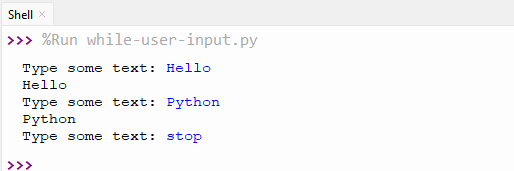 Shell ×
>>> %Run while-user-input.py
Type some text: Hello
Hello
Type some text: Python
Python
Type some text: stop
>>>